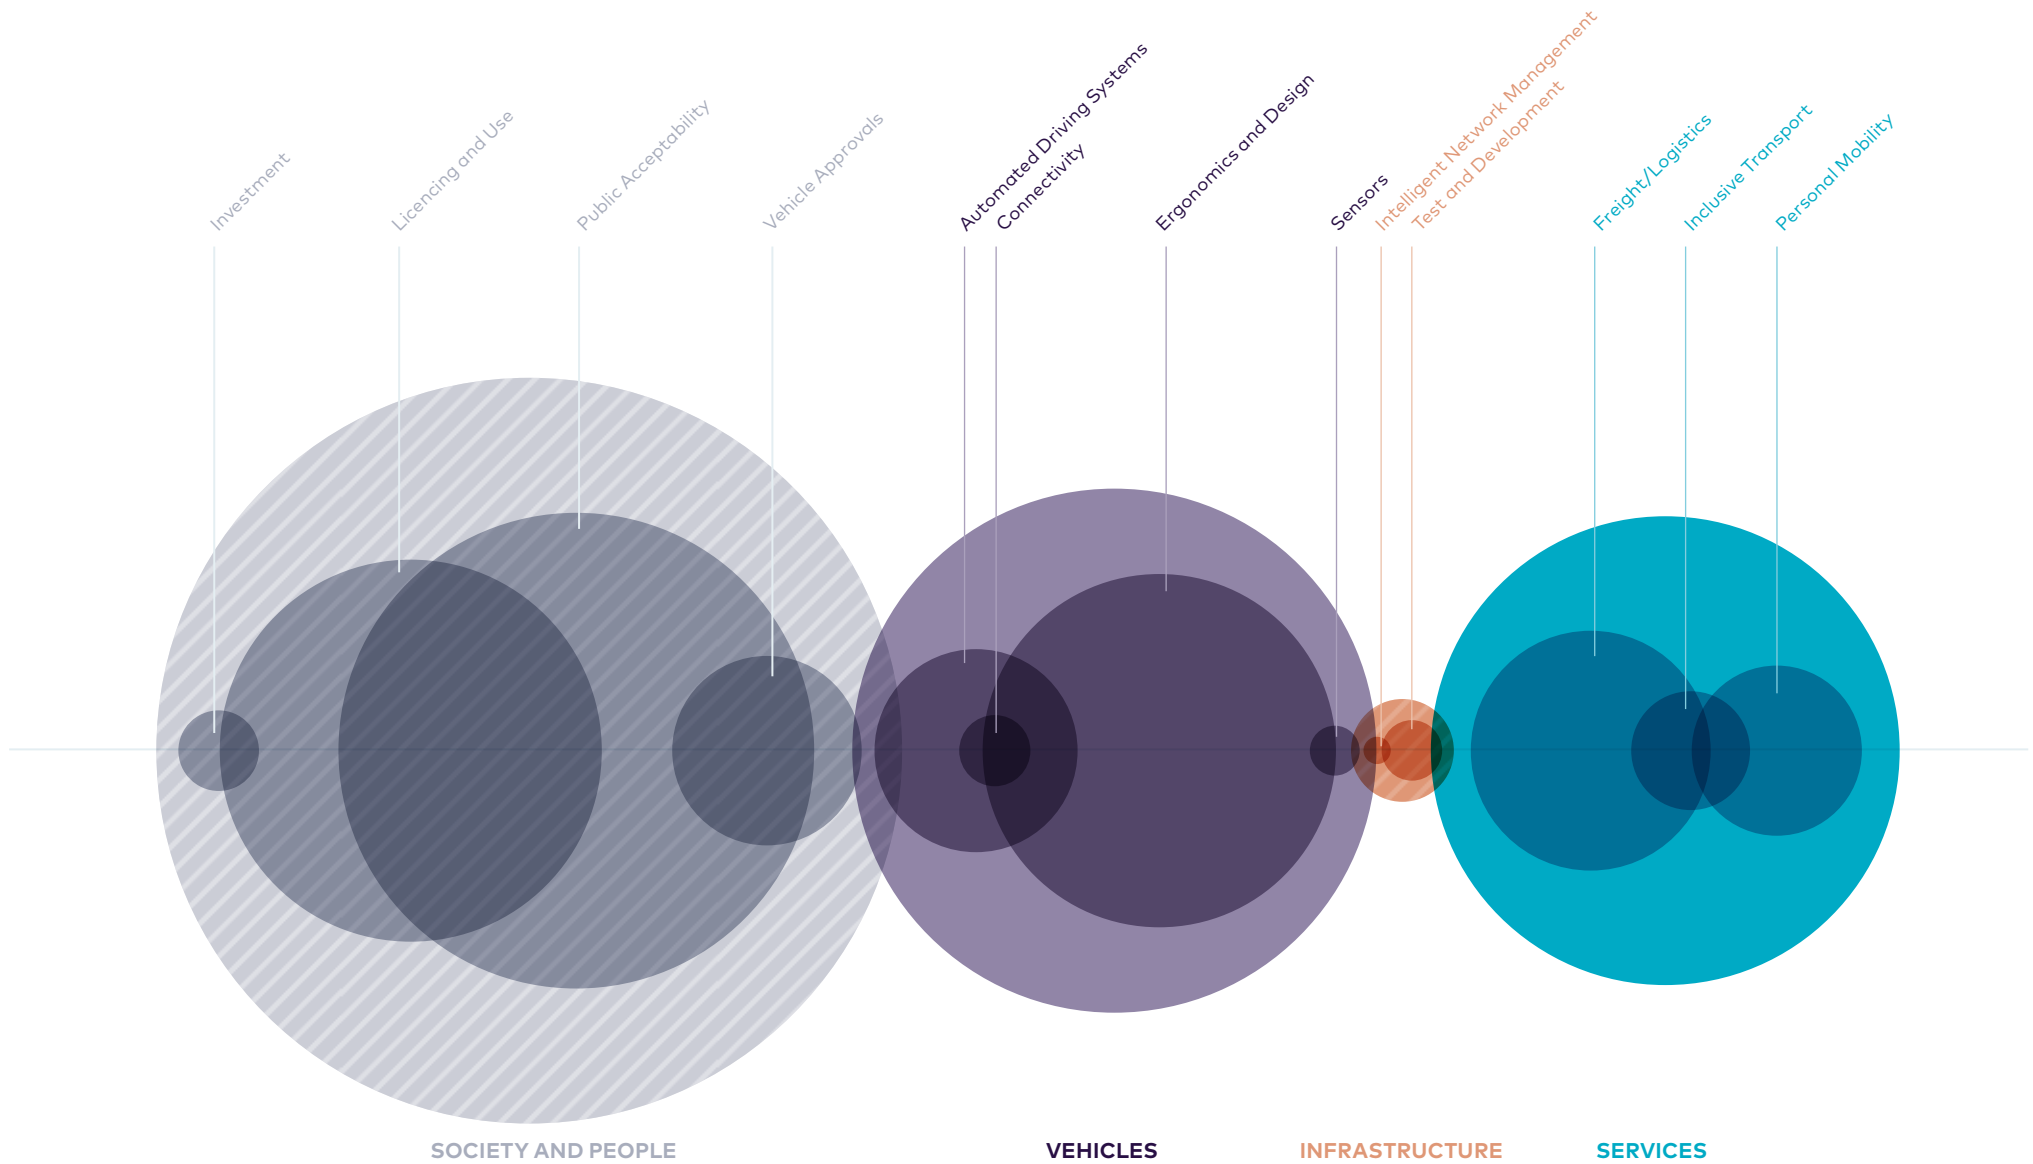 Investment
Licencing and Use
Public Acceptability
Vehicle Approvals
Automated Driving Systems
Connectivity
Ergonomics and Design
Sensors
Intelligent Network Management
Test and Development
Freight/Logistics
Inclusive Transport
Personal Mobility
SOCIETY AND PEOPLE
VEHICLES
INFRASTRUCTURE
SERVICES